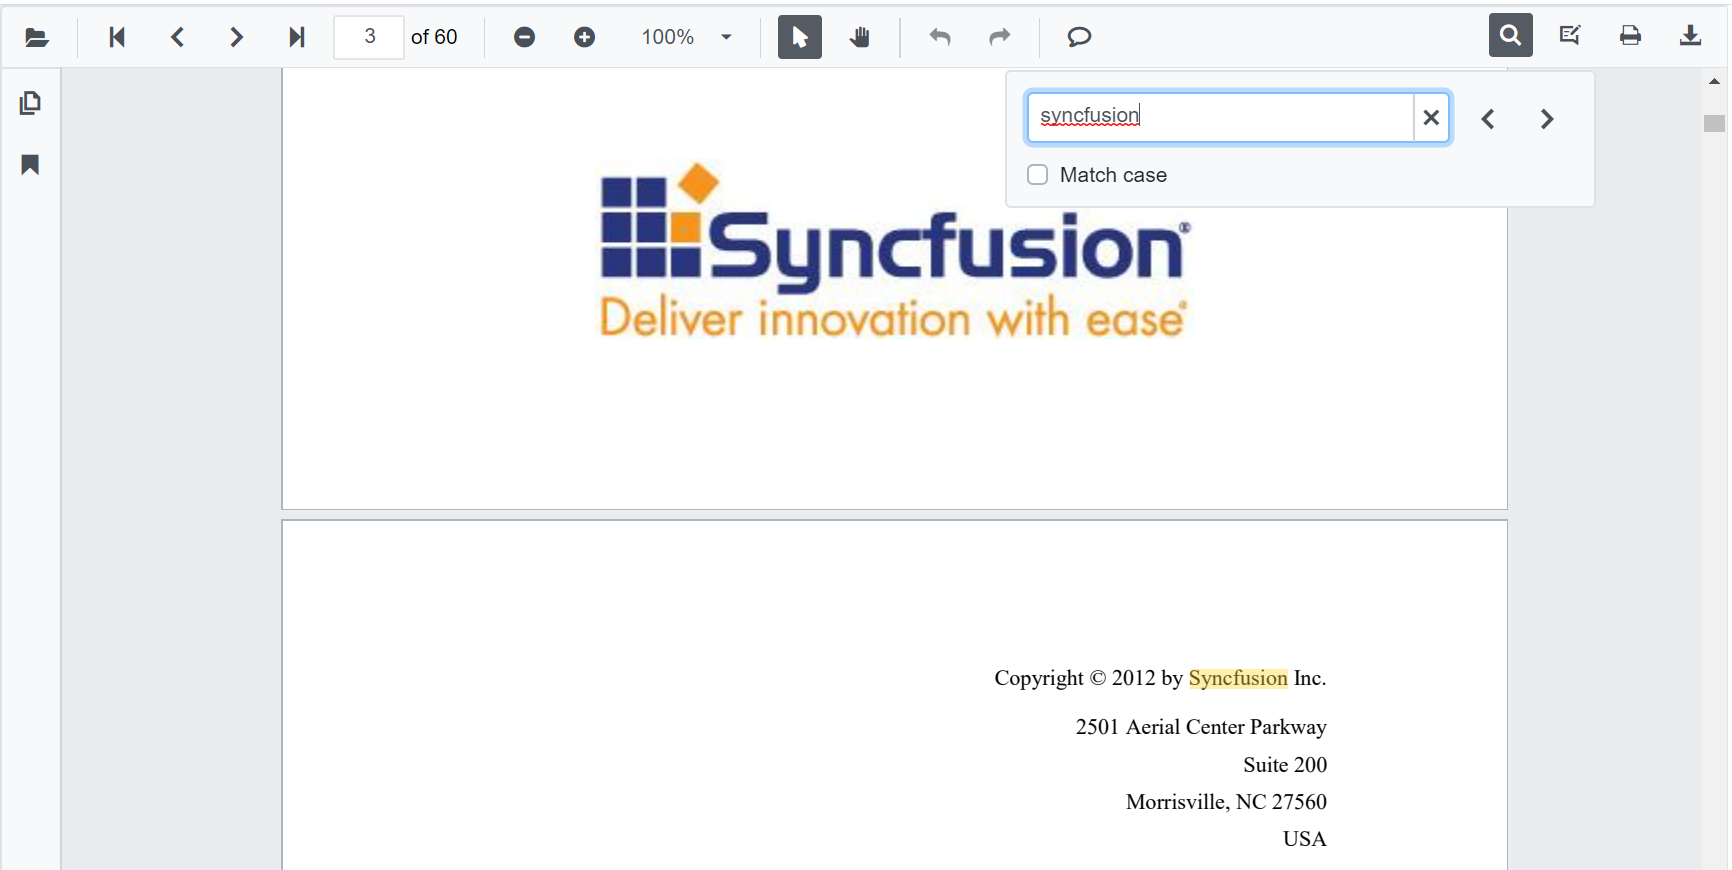 3 of 60 100%
syncfusion
Match case
Syncfusion®
Deliver innovation with ease®
Copyright © 2012 by Syncfusion Inc.
2501 Aerial Center Parkway
Suite 200
Morrisville, NC 27560
USA